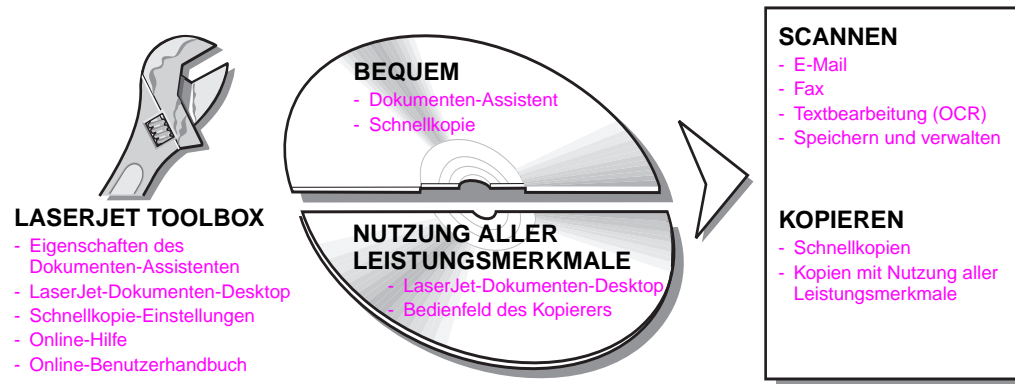 LASERJET TOOLBOX
- Eigenschaften des
Dokumenten-Assistenten
- LaserJet-Dokumenten-Desktop
- Schnellkopie-Einstellungen
- Online-Hilfe
- Online-Benutzerhandbuch
BEQUEM
- Dokumenten-Assistent
- Schnellkopie
NUTZUNG ALLER
LEISTUNGSMERKMALE
- LaserJet-Dokumenten-Desktop
- Bedienfeld des Kopierers
SCANNEN
- E-Mail
- Fax
- Textbearbeitung (OCR)
- Speichern und verwalten
KOPIEREN
- Schnellkopien
- Kopien mit Nutzung aller
Leistungsmerkmale